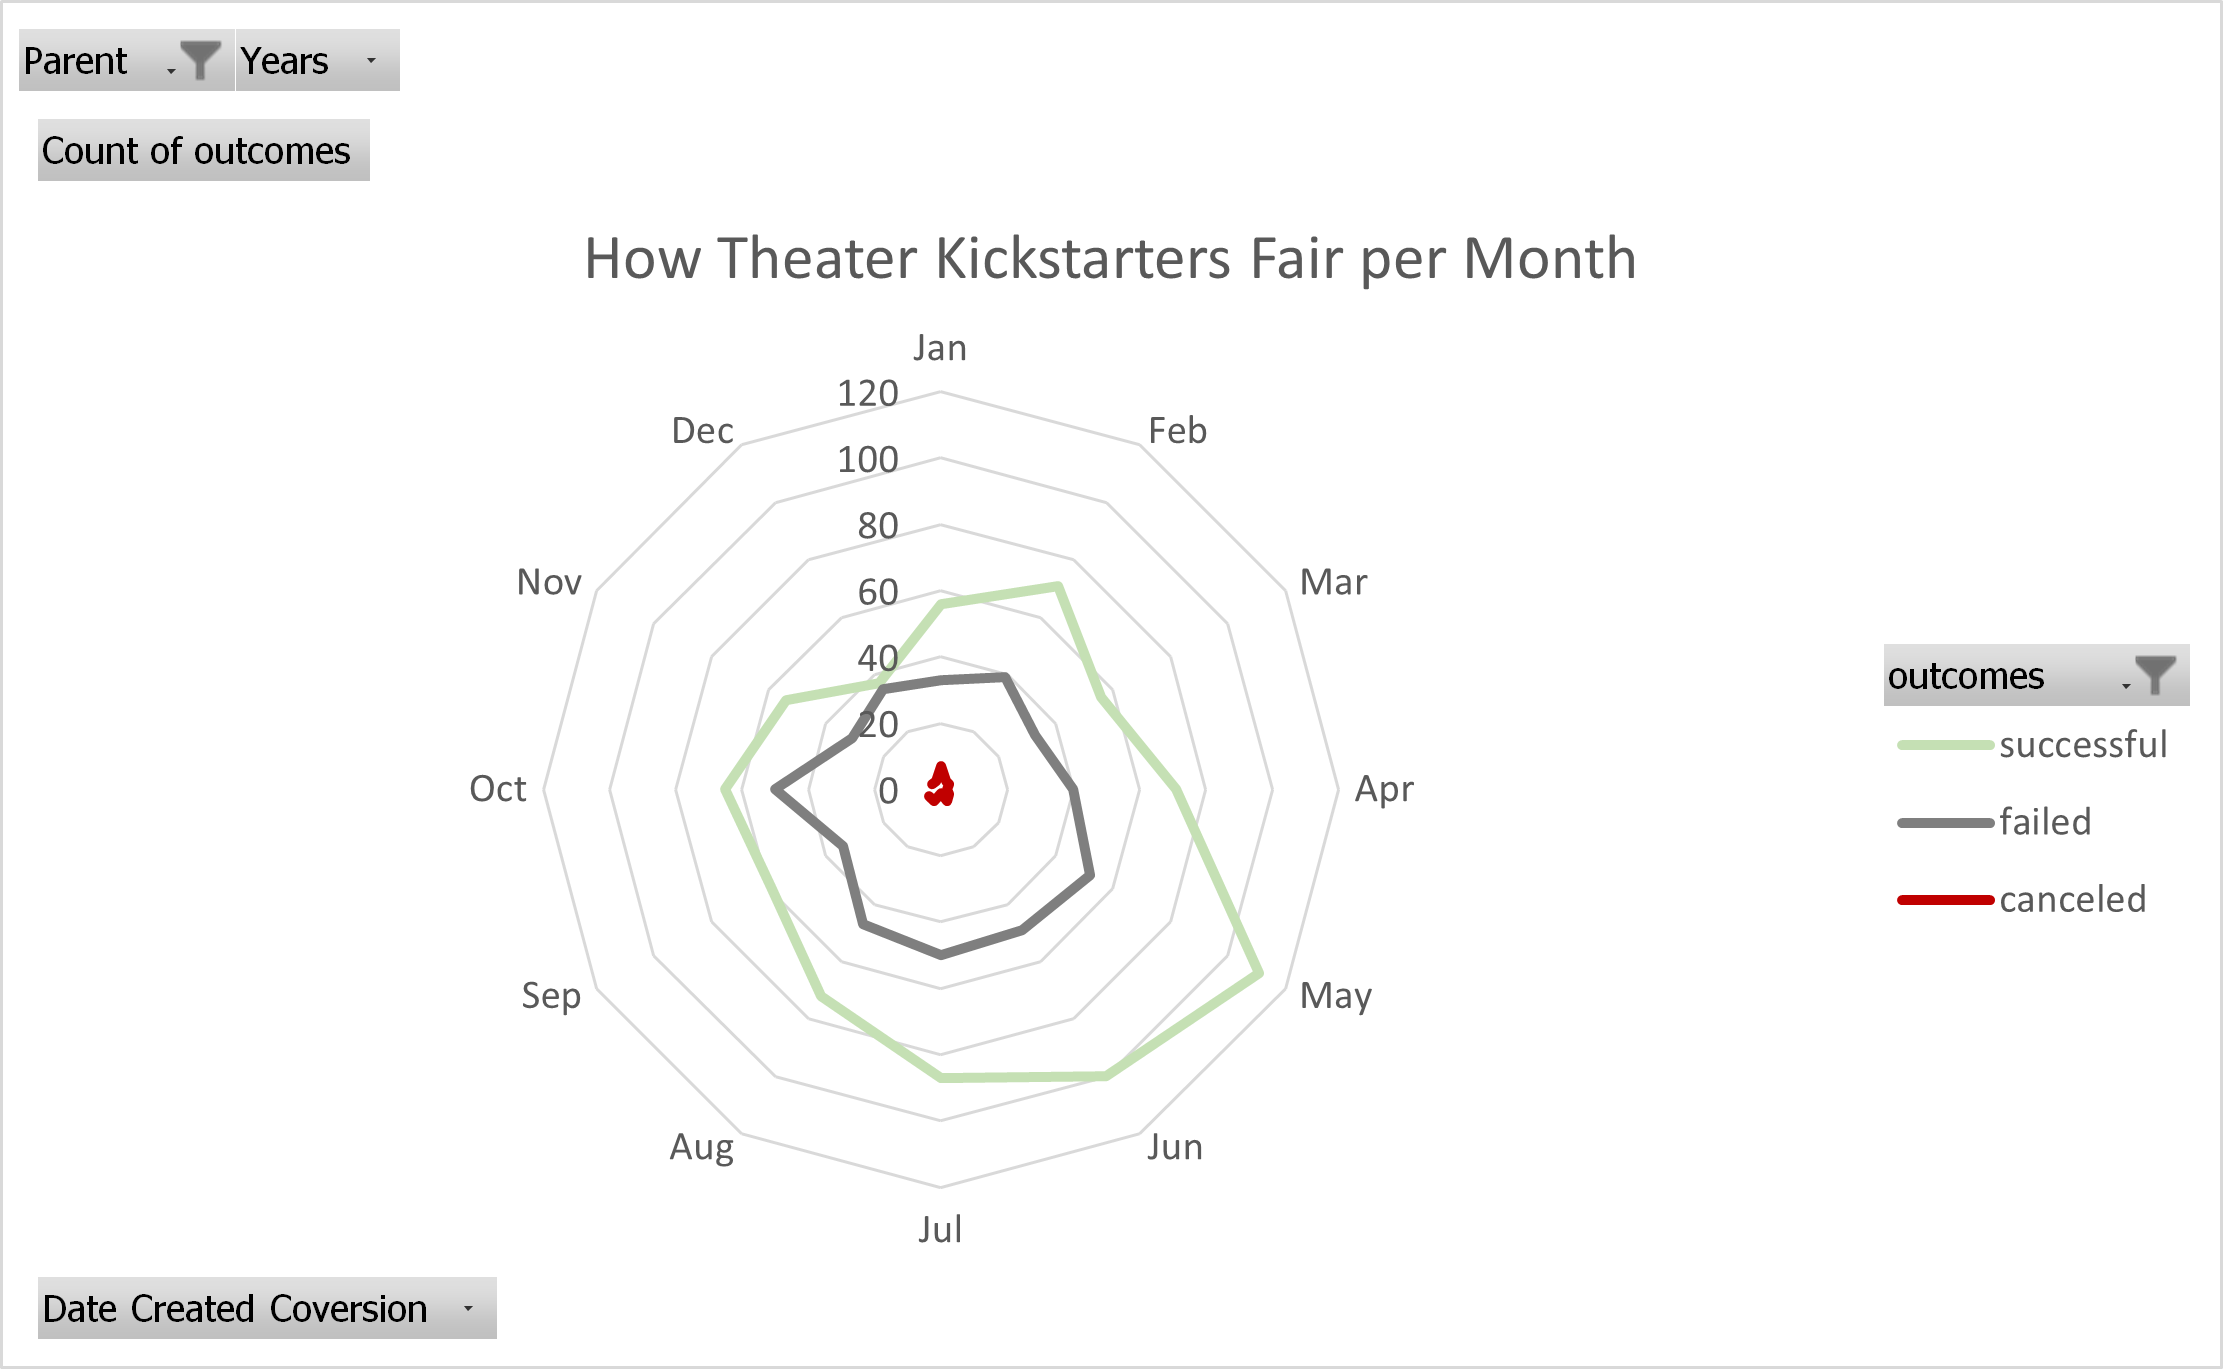 Parent Years
Count of outcomes
How Theater Kickstarters Fair per Month
Jan
120
Dec
Feb
100
80
Nov
Mar
60
40
outcomes
20
successful
Oct
0
Apr
failed
canceled
Sep
May
Aug
Jun
Jul
Date Created Coversion